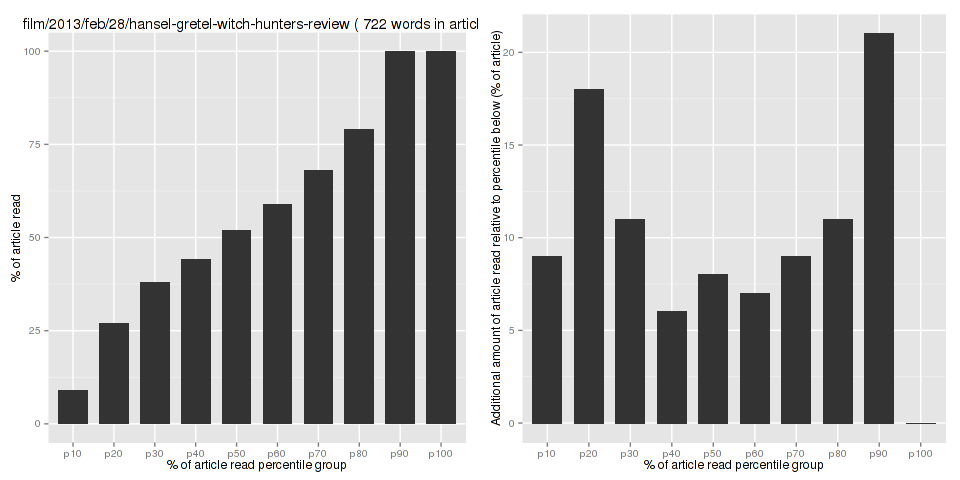 film/2013/feb/28/hansel-gretel-witch-hunters-review ( 722 words in articl
% of article read
100
75
50
25
0
p10 p20 p30 p40 p50 p60 p70 p80 p90 p100
% of article read percentile group
Additional amount of article read relative to percentile below (% of article)
20
15
10
5
0
p10 p20 p30 p40 p50 p60 p70 p80 p90 p100
% of article read percentile group